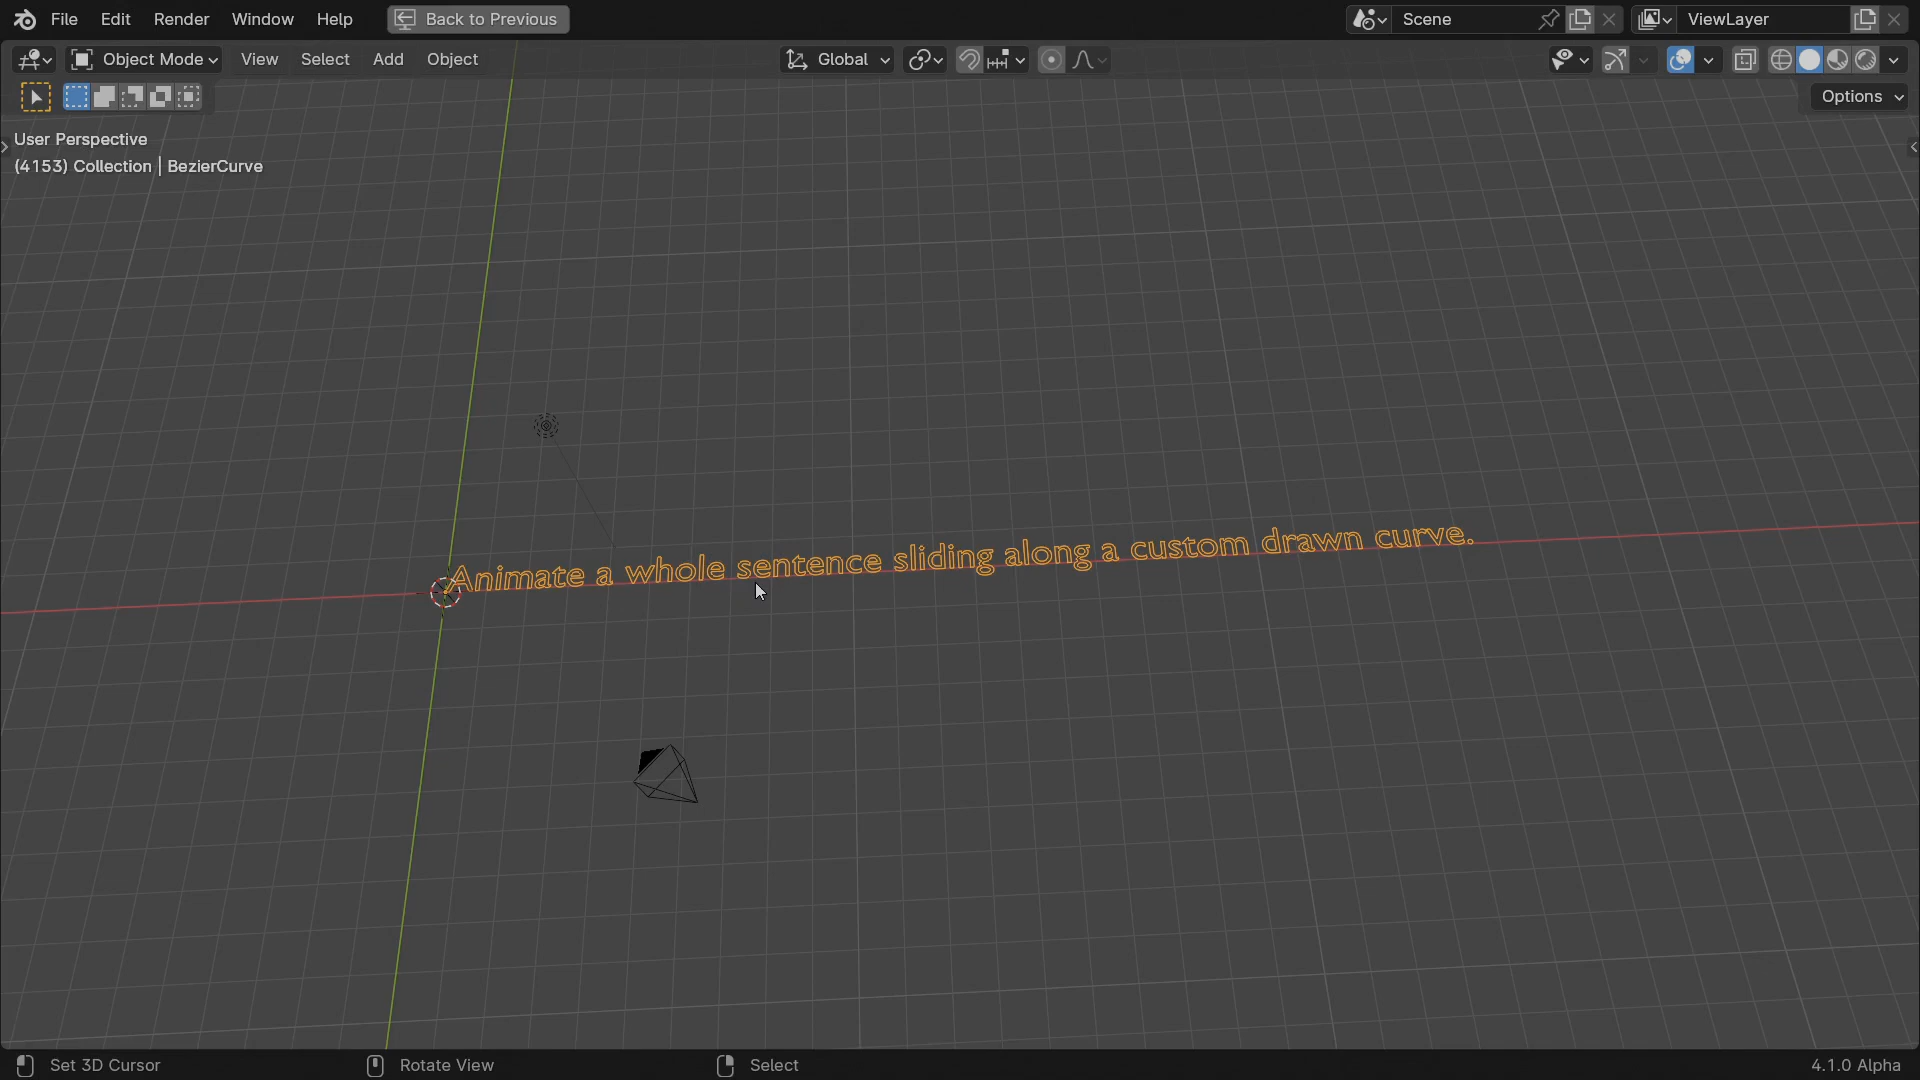 File Edit Render Window Help Back to Previous Scene ViewLayer
Object Mode View Select Add Object Global
Options
User Perspective
(4153) Collection | BezierCurve
Animate a whole sentence sliding along a custom drawn curve.
Set 3D Cursor Rotate View Select 4.1.0 Alpha